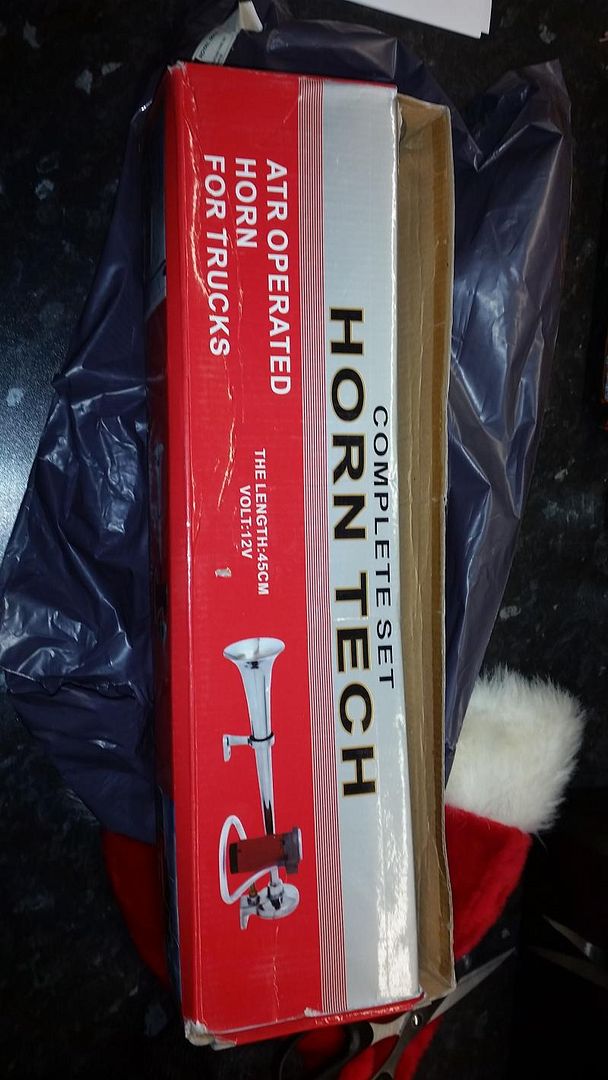 COMPLETE SET
HORN TECH
ATR OPERATED
HORN
FOR TRUCKS
THE LENGTH:45CM
VOLT:12V